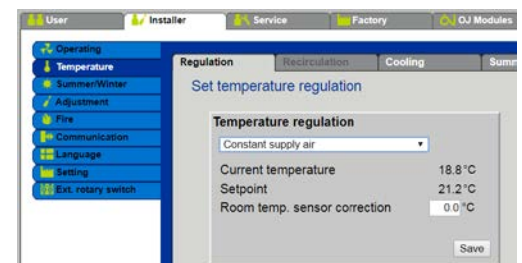 User Installer Service Factory OJ Modules
Operating
Temperature
Summer/Winter
Adjustment
Fire
Communication
Language
Setting
Ext. rotary switch
Regulation Recirculation Cooling Summ
Set temperature regulation
Temperature regulation
Constant supply air
Current temperature 18.8 °C
Setpoint 21.2 °C
Room temp. sensor correction 0.0 °C
Save